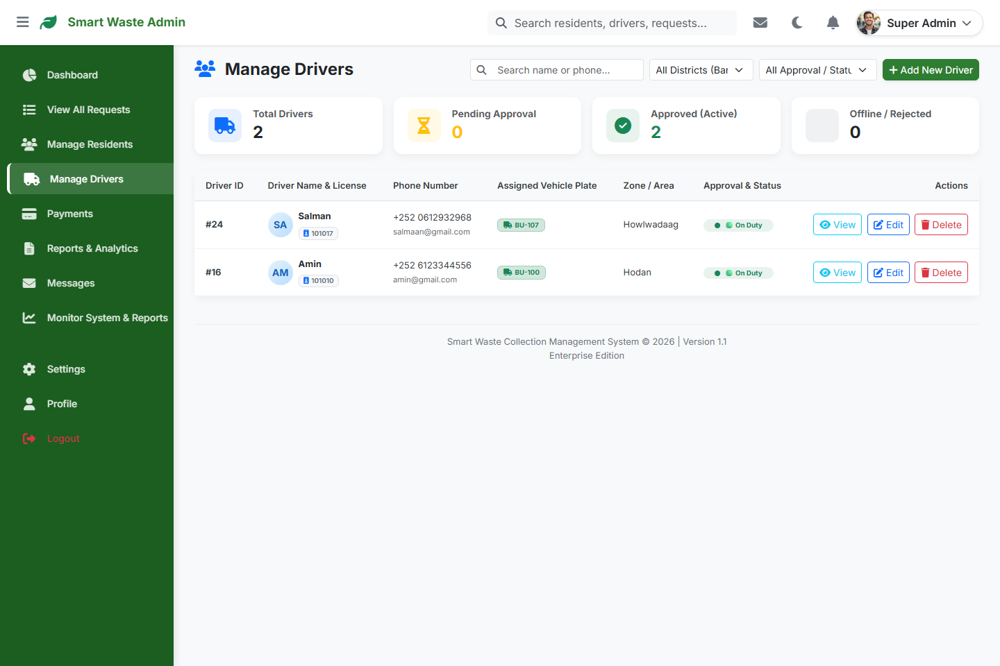 Smart Waste Admin
Search residents, drivers, requests...
Super Admin
Dashboard
View All Requests
Manage Residents
Manage Drivers
Payments
Reports & Analytics
Messages
Monitor System & Reports
Settings
Profile
Logout
Manage Drivers
Search name or phone...
All Districts (Bar
All Approval / Statu
Add New Driver
Total Drivers
2
Pending Approval
0
Approved (Active)
2
Offline / Rejected
0
Driver ID Driver Name & License Phone Number Assigned Vehicle Plate Zone / Area Approval & Status Actions
#24 SA Salman 101017 +252 0612932968 salmaan@gmail.com BU-107 Howlwadaag On Duty View Edit Delete
#16 AM Amin 101010 +252 6123344556 amin@gmail.com BU-100 Hodan On Duty View Edit Delete
Smart Waste Collection Management System © 2026 | Version 1.1
Enterprise Edition